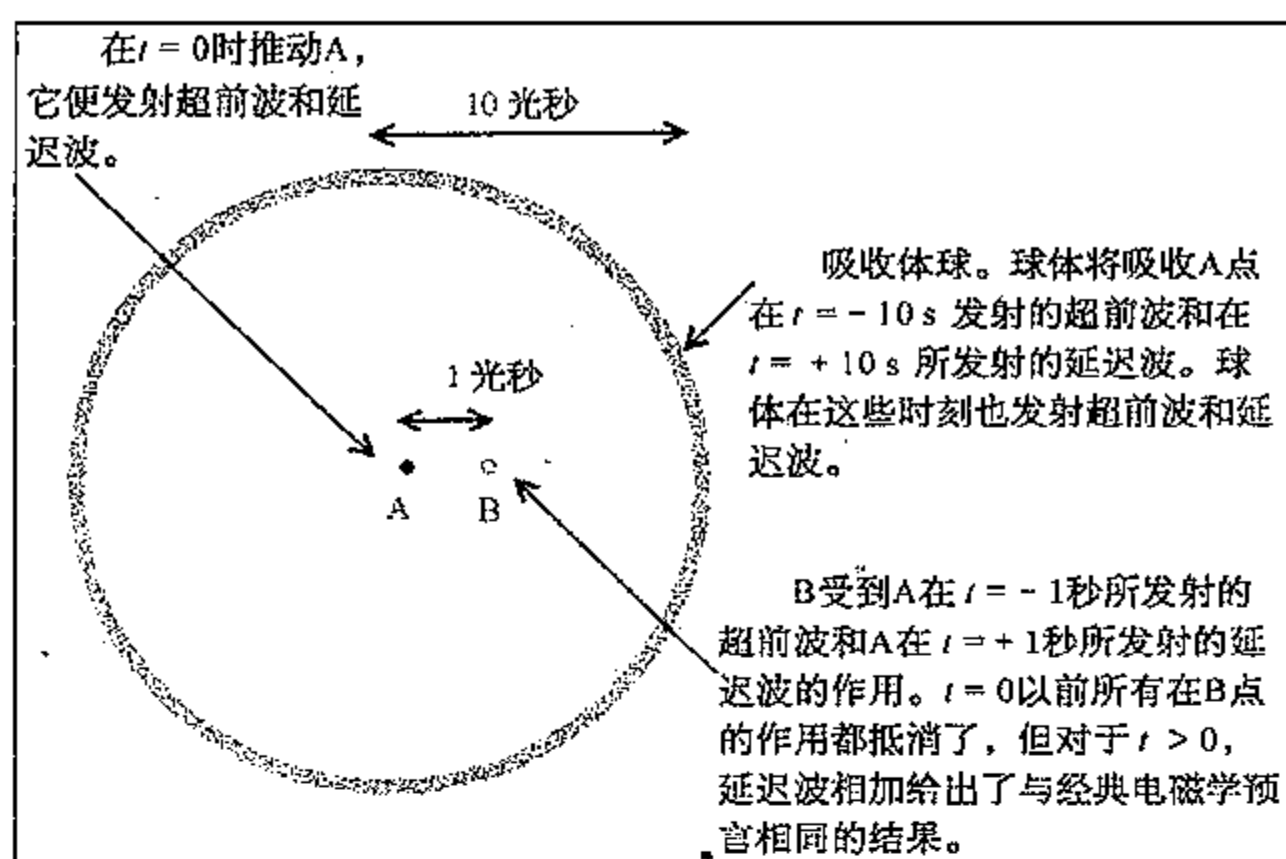 在t = 0时推动A，
它便发射超前波和延
迟波。
10 光秒
吸收体球。球体将吸收A点
在t = - 10 s 发射的超前波和在
t = + 10 s 所发射的延迟波。球
体在这些时刻也发射超前波和延
迟波。
1 光秒
A
B
B受到A在 t = - 1秒所发射的
超前波和A在 t = + 1秒所发射的延
迟波的作用。t = 0以前所有在B点
的作用都抵消了，但对于 t > 0，
延迟波相加给出了与经典电磁学预
言相同的结果。